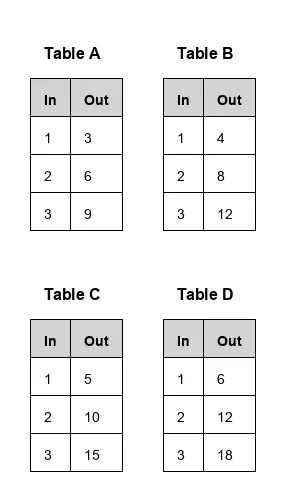 Table A Table B
In Out In Out
1 3 1 4
2 6 2 8
3 9 3 12
Table C Table D
In Out In Out
1 5 1 6
2 10 2 12
3 15 3 18